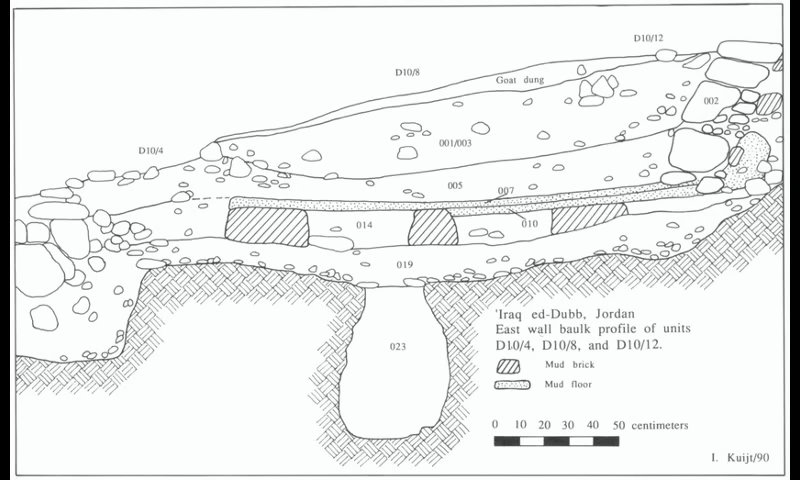 D10/12
D10/8
Goat dung
002
D10/4
001/003
005
007
014
010
019
023
'Iraq ed-Dubb, Jordan
East wall baulk profile of units
D10/4, D10/8, and D10/12.
Mud brick
Mud floor
0 10 20 30 40 50 centimeters
I. Kuijt/90